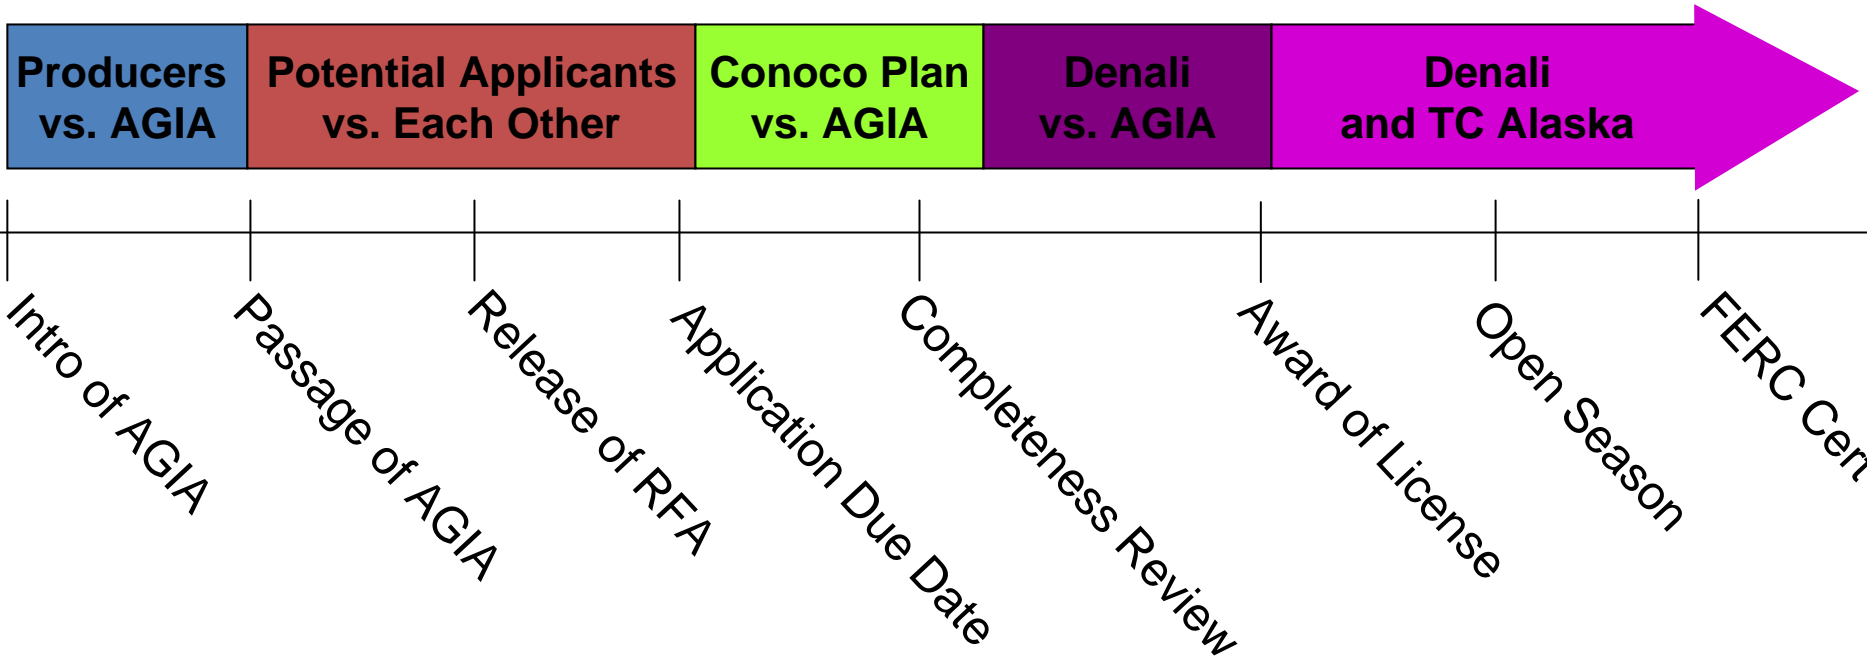 Producers
vs. AGIA
Potential Applicants
vs. Each Other
Conoco Plan
vs. AGIA
Denali
vs. AGIA
Denali
and TC Alaska
Intro of AGIA
Passage of AGIA
Release of RFA
Application Due Date
Completeness Review
Award of License
Open Season
FERC Cert